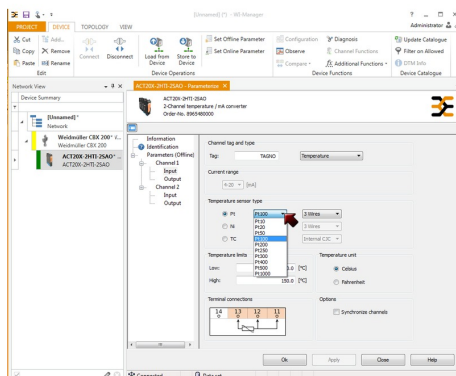 [Unnamed] (*) - WI-Manager
PROJECT DEVICE TOPOLOGY VIEW
Administrator
Cut Add...
Copy Remove
Paste Rename
Edit
Connect Disconnect
Load from Device
Store to Device
Device Operations
Set Offline Parameter
Set Online Parameter
Configuration Diagnosis
Observe Channel Functions
Compare Additional Functions
Device Functions
Update Catalogue
Filter on Allowed
DTM Info
Device Catalogue
Network View
Device Summary
[Unnamed] *
Network
Weidmüller CBX 200* V...
Weidmüller CBX 200
ACT20X-2HTI-2SAO* -...
ACT20X-2HTI-2SAO
ACT20X-2HTI-2SAO - Parameterize
ACT20X-2HTI-2SAO
2-Channel temperature / mA converter
Order-No. 8965480000
Information
Identification
Parameters (Offline)
Channel 1
Input
Output
Channel 2
Input
Output
Channel tag and type
Tag: TAGNO Temperature
Current range
4-20 [mA]
Temperature sensor type
Pt Pt100 3 Wires
Ni 3 Wires
TC Internal CJC
Pt10
Pt20
Pt50
Pt100
Pt200
Pt250
Pt300
Pt400
Pt500
Pt1000
Temperature limits
Low: [°C]
High: 150.0 [°C]
Temperature unit
Celsius
Fahrenheit
Terminal connections
14 13 12 11
Options
Synchronize channels
Ok Apply Close Help
Connected Data set